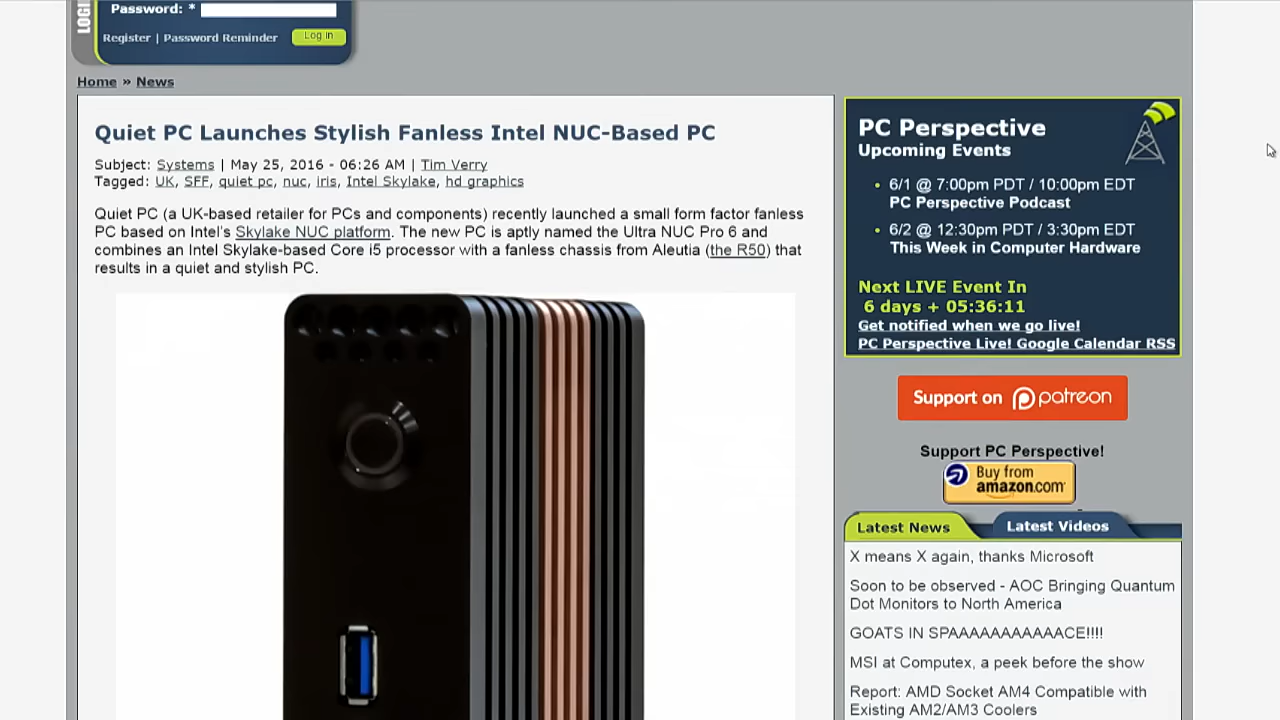 LOGI
Password: *
Register | Password Reminder
Log in
Home » News
Quiet PC Launches Stylish Fanless Intel NUC-Based PC
Subject: Systems | May 25, 2016 - 06:26 AM | Tim Verry
Tagged: UK, SFF, quiet pc, nuc, iris, Intel Skylake, hd graphics
Quiet PC (a UK-based retailer for PCs and components) recently launched a small form factor fanless
PC based on Intel's Skylake NUC platform. The new PC is aptly named the Ultra NUC Pro 6 and
combines an Intel Skylake-based Core i5 processor with a fanless chassis from Aleutia (the R50) that
results in a quiet and stylish PC.
PC Perspective
Upcoming Events
• 6/1 @ 7:00pm PDT / 10:00pm EDT
PC Perspective Podcast
• 6/2 @ 12:30pm PDT / 3:30pm EDT
This Week in Computer Hardware
Next LIVE Event In
6 days + 05:36:11
Get notified when we go live!
PC Perspective Live! Google Calendar RSS
Support on patreon
Support PC Perspective!
Buy from
amazon.com
Latest News
Latest Videos
X means X again, thanks Microsoft
Soon to be observed - AOC Bringing Quantum
Dot Monitors to North America
GOATS IN SPAAAAAAAAAAACE!!!!
MSI at Computex, a peek before the show
Report: AMD Socket AM4 Compatible with
Existing AM2/AM3 Coolers